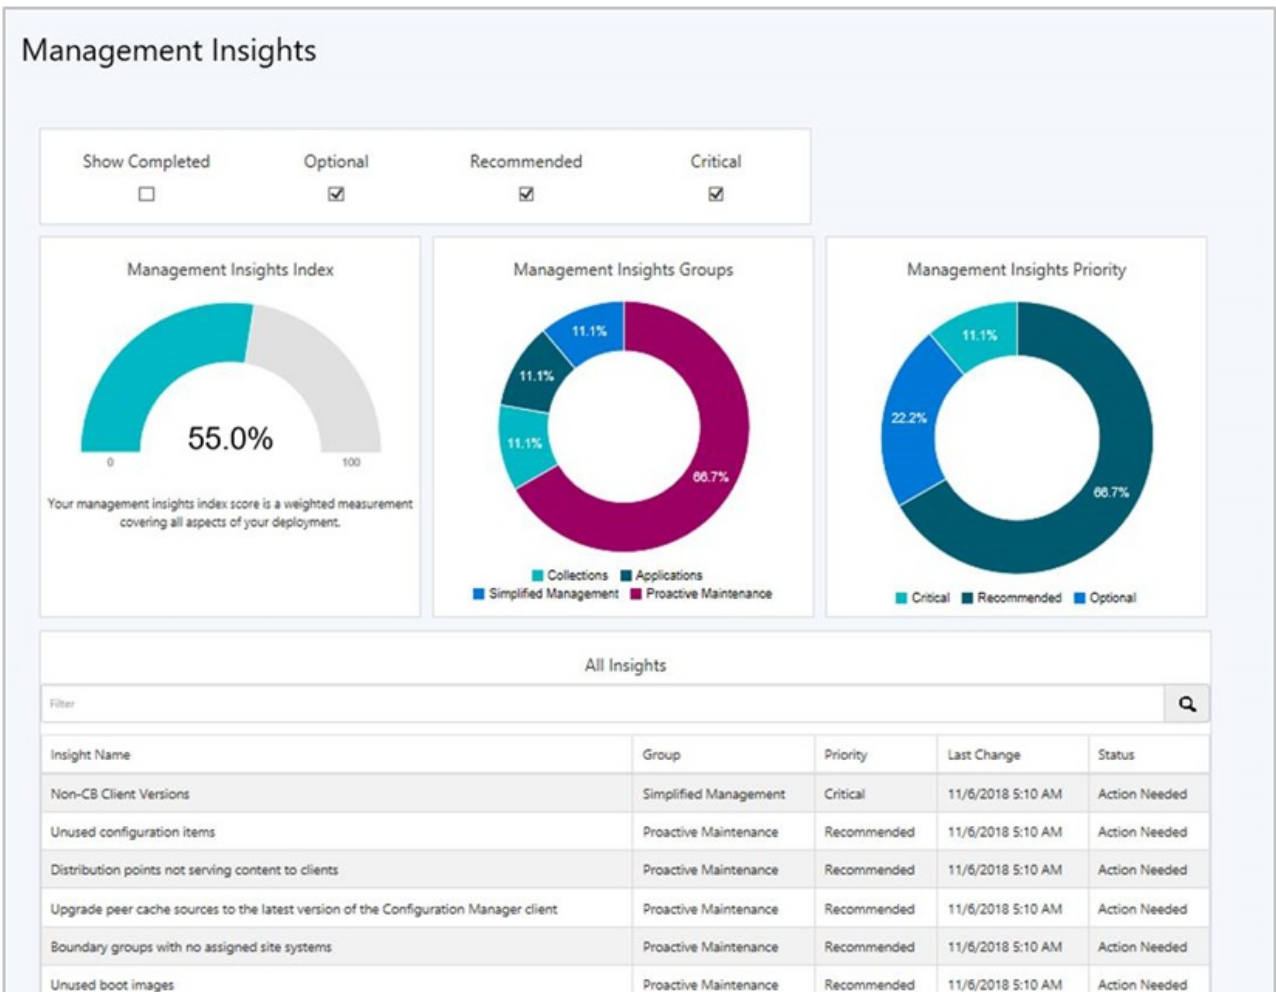 Management Insights
Show Completed Optional Recommended Critical
Management Insights Index
55.0%
0 100
Your management insights index score is a weighted measurement
covering all aspects of your deployment.
Management Insights Groups
11.1%
11.1%
11.1%
66.7%
Collections Applications
Simplified Management Proactive Maintenance
Management Insights Priority
11.1%
22.2%
66.7%
Critical Recommended Optional
All Insights
Filter
Insight Name Group Priority Last Change Status
Non-CB Client Versions Simplified Management Critical 11/6/2018 5:10 AM Action Needed
Unused configuration items Proactive Maintenance Recommended 11/6/2018 5:10 AM Action Needed
Distribution points not serving content to clients Proactive Maintenance Recommended 11/6/2018 5:10 AM Action Needed
Upgrade peer cache sources to the latest version of the Configuration Manager client Proactive Maintenance Recommended 11/6/2018 5:10 AM Action Needed
Boundary groups with no assigned site systems Proactive Maintenance Recommended 11/6/2018 5:10 AM Action Needed
Unused boot images Proactive Maintenance Recommended 11/6/2018 5:10 AM Action Needed